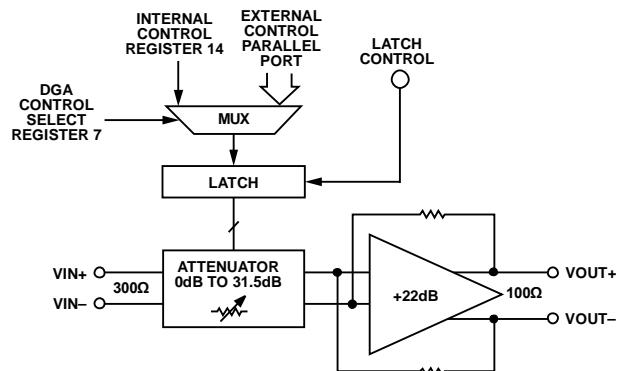 INTERNAL
CONTROL
REGISTER 14
EXTERNAL
CONTROL
PARALLEL
PORT
LATCH
CONTROL
DGA
CONTROL
SELECT
REGISTER 7
MUX
LATCH
VIN+
300Ω
VIN–
ATTENUATOR
0dB TO 31.5dB
+22dB
100Ω
VOUT+
VOUT–